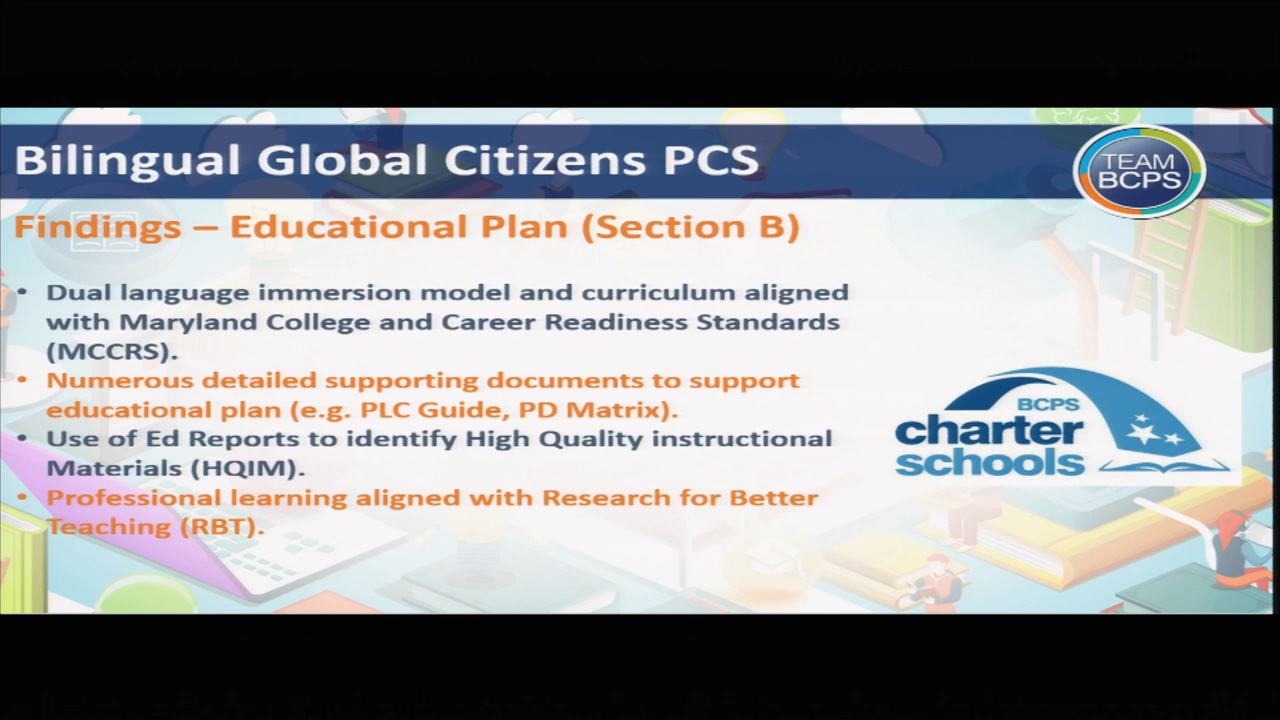 Bilingual Global Citizens PCS
TEAM
BCPS
Findings – Educational Plan (Section B)
• Dual language immersion model and curriculum aligned
with Maryland College and Career Readiness Standards
(MCCRS).
• Numerous detailed supporting documents to support
educational plan (e.g. PLC Guide, PD Matrix).
• Use of Ed Reports to identify High Quality instructional
Materials (HQIM).
• Professional learning aligned with Research for Better
Teaching (RBT).
BCPS
charter
schools